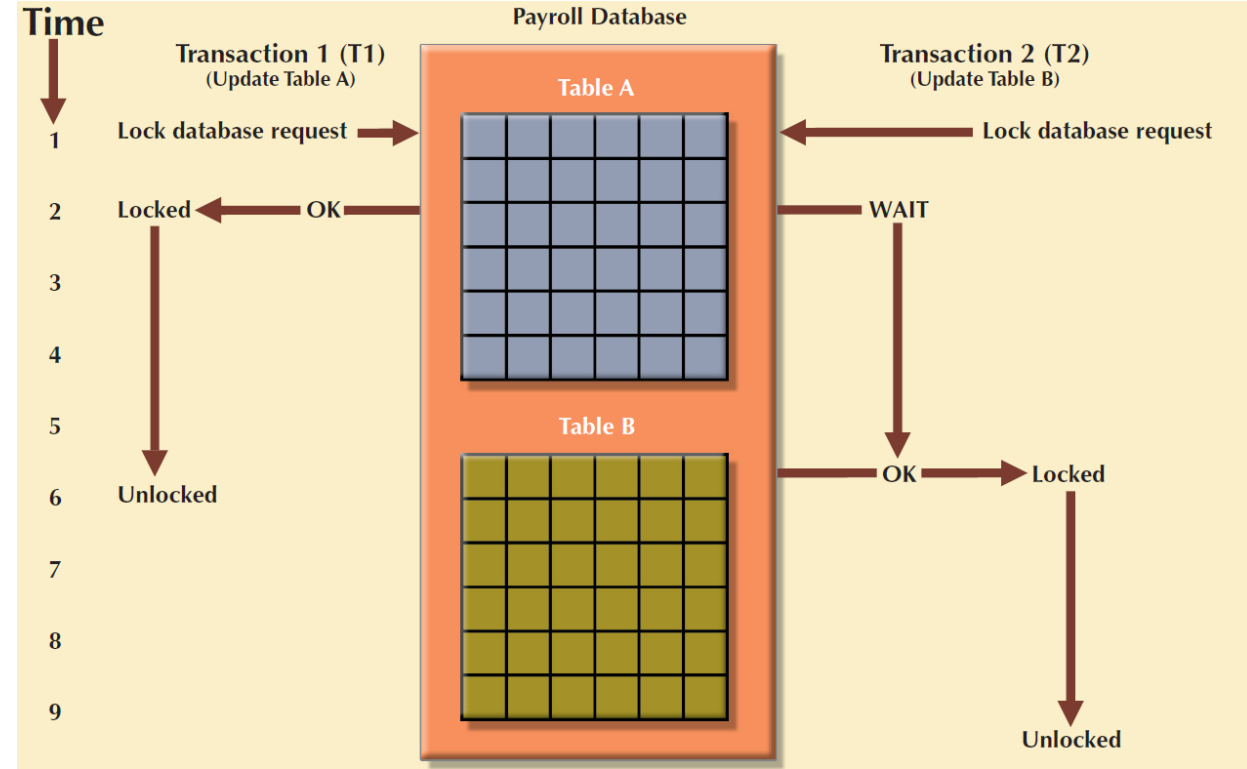 Time
Payroll Database
Transaction 1 (T1)
(Update Table A)
Transaction 2 (T2)
(Update Table B)
Table A
1
Lock database request
Lock database request
2
Locked
OK
WAIT
3
4
5
Table B
OK
Locked
6
Unlocked
7
8
9
Unlocked